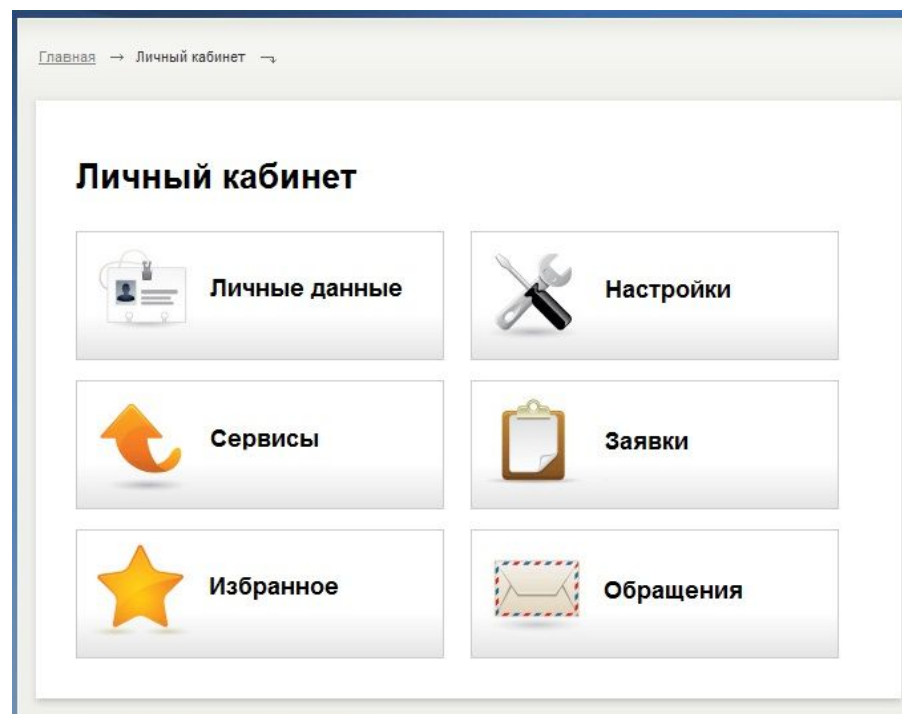 Главная → Личный кабинет
Личный кабинет
Личные данные
Настройки
Сервисы
Заявки
Избранное
Обращения